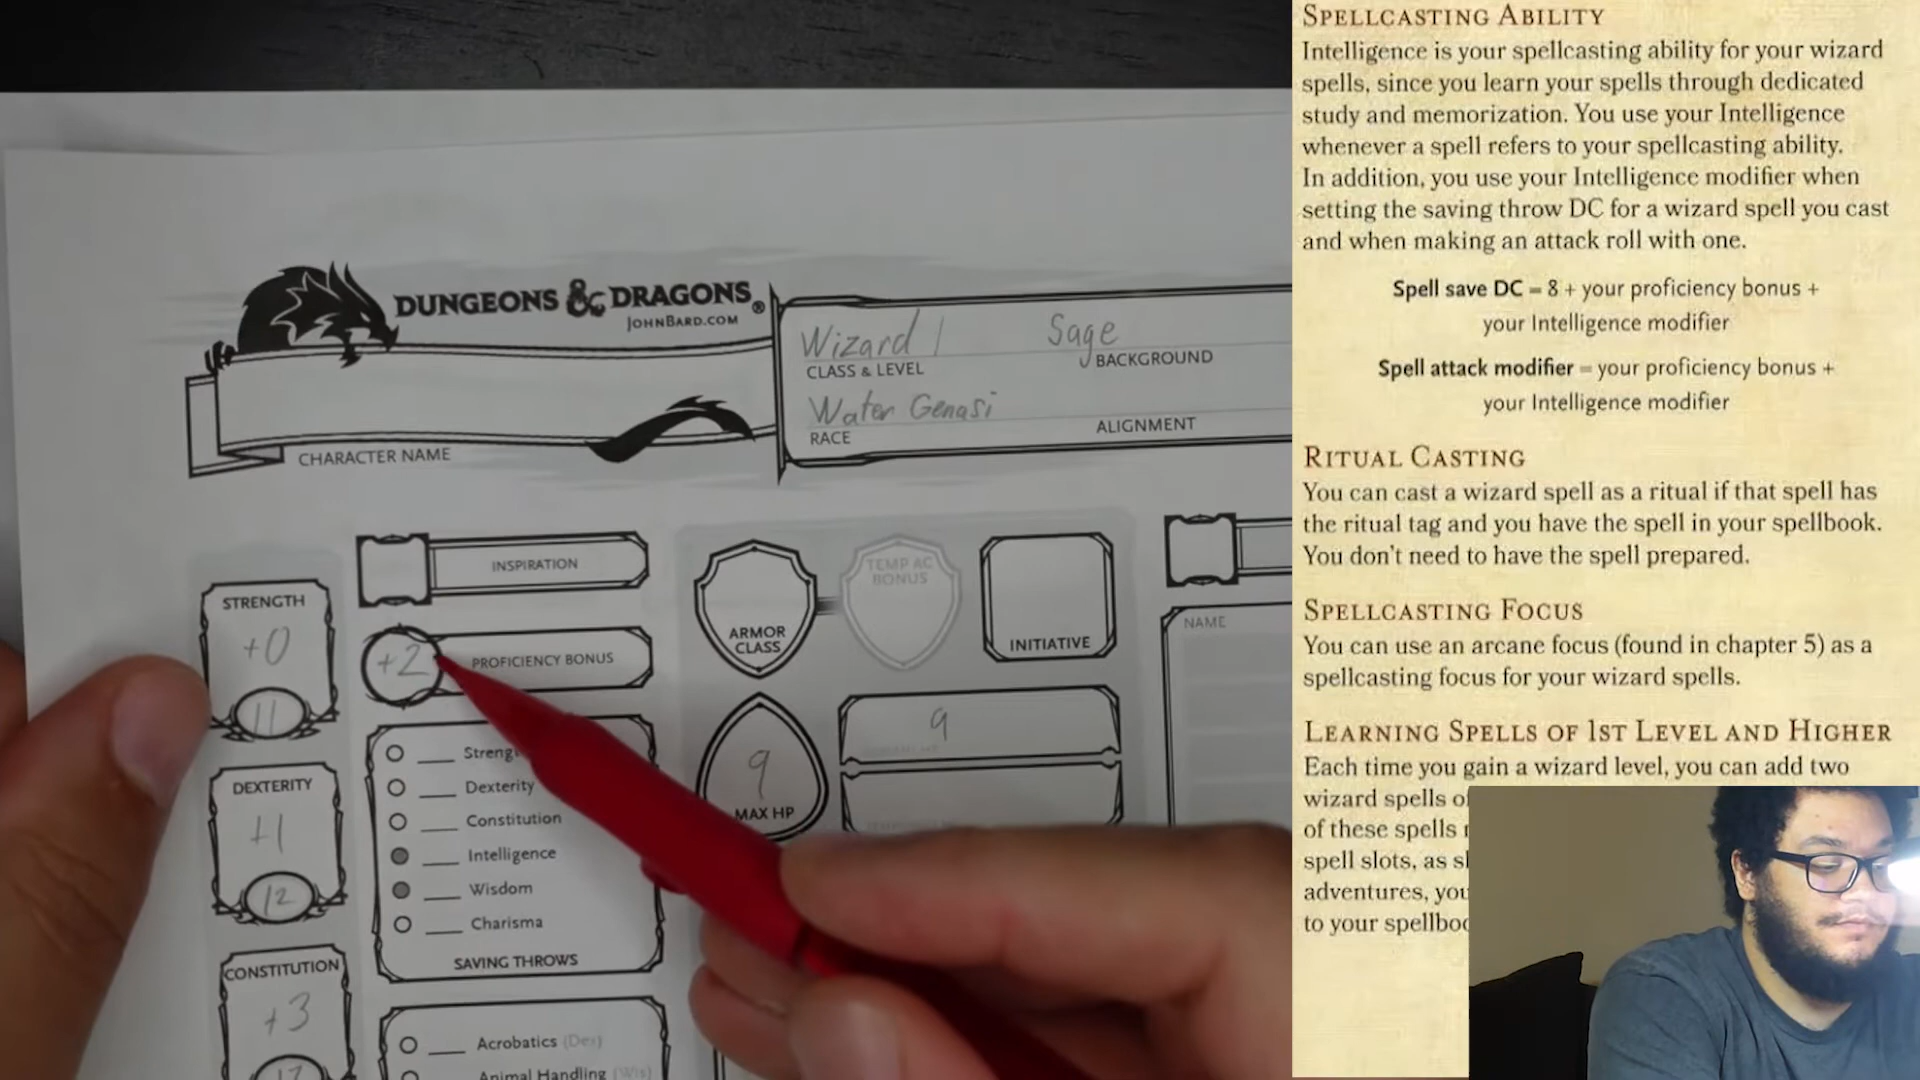 DUNGEONS & DRAGONS®
JOHNBARD.COM
Wizard 1
CLASS & LEVEL
Sage
BACKGROUND
Water Genasi
RACE
ALIGNMENT
CHARACTER NAME
INSPIRATION
+2
PROFICIENCY BONUS
STRENGTH
+0
11
DEXTERITY
+1
12
CONSTITUTION
+3
17
Dexterity
Constitution
Intelligence
Wisdom
Charisma
SAVING THROWS
Acrobatics (Dex)
Animal Handling (Wis)
ARMOR
CLASS
TEMP AC
BONUS
INITIATIVE
9
MAX HP
9
NAME
SPELLCASTING ABILITY
Intelligence is your spellcasting ability for your wizard
spells, since you learn your spells through dedicated
study and memorization. You use your Intelligence
whenever a spell refers to your spellcasting ability.
In addition, you use your Intelligence modifier when
setting the saving throw DC for a wizard spell you cast
and when making an attack roll with one.
Spell save DC = 8 + your proficiency bonus +
your Intelligence modifier
Spell attack modifier = your proficiency bonus +
your Intelligence modifier
RITUAL CASTING
You can cast a wizard spell as a ritual if that spell has
the ritual tag and you have the spell in your spellbook.
You don't need to have the spell prepared.
SPELLCASTING FOCUS
You can use an arcane focus (found in chapter 5) as a
spellcasting focus for your wizard spells.
LEARNING SPELLS OF 1ST LEVEL AND HIGHER
Each time you gain a wizard level, you can add two
wizard spells
of these spells
spell slots, as
adventures, you
to your